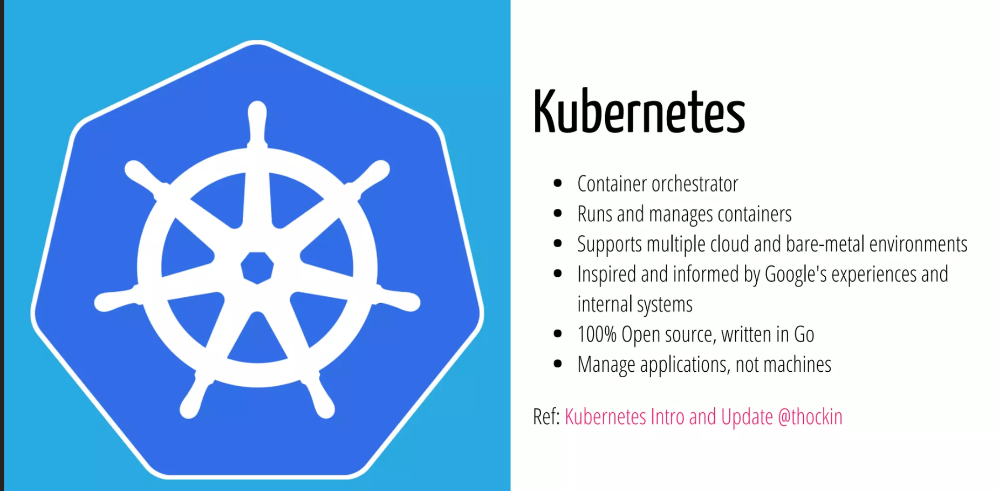 Kubernetes
Container orchestrator
Runs and manages containers
Supports multiple cloud and bare-metal environments
Inspired and informed by Google's experiences and
internal systems
100% Open source, written in Go
Manage applications, not machines
Ref: Kubernetes Intro and Update @thockin